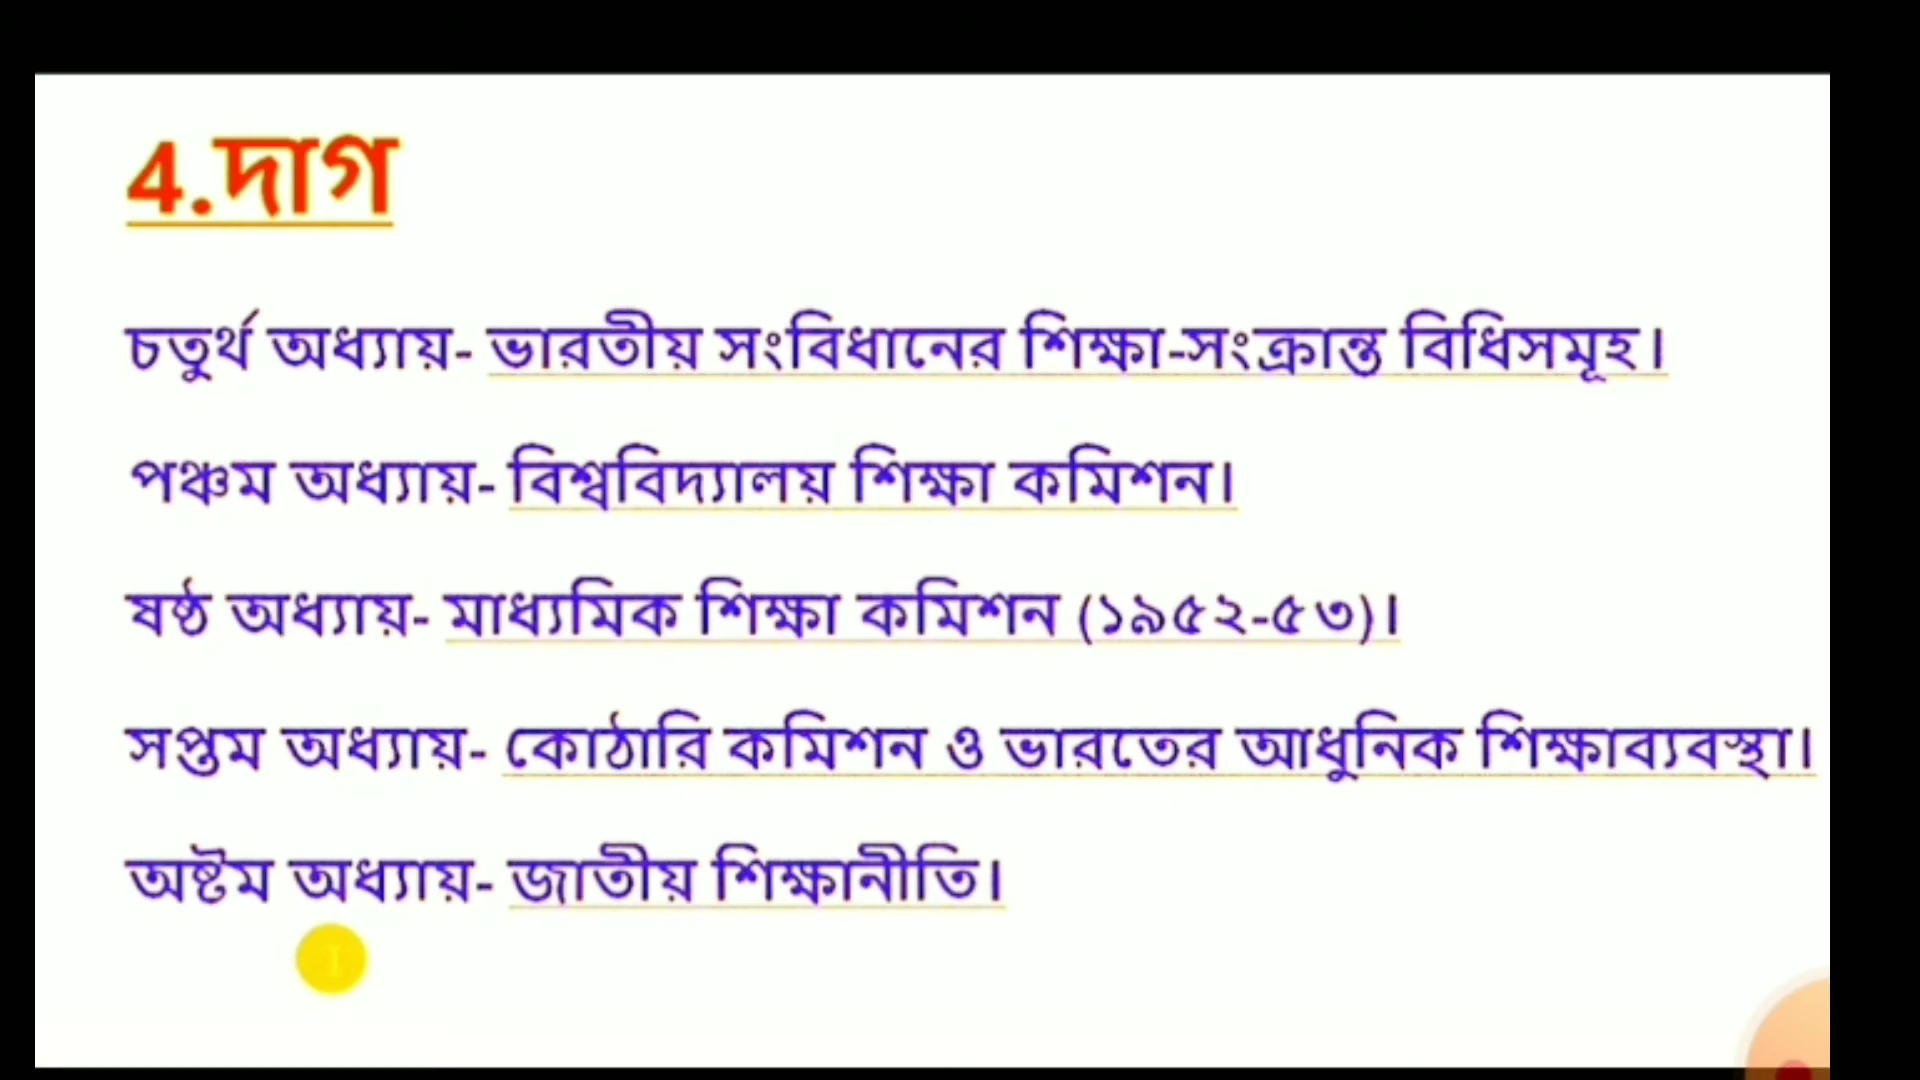 4.দাগ
চতুর্থ অধ্যায়- ভারতীয় সংবিধানের শিক্ষা-সংক্রান্ত বিধিসমূহ।
পঞ্চম অধ্যায়- বিশ্ববিদ্যালয় শিক্ষা কমিশন।
ষষ্ঠ অধ্যায়- মাধ্যমিক শিক্ষা কমিশন (১৯৫২-৫৩)।
সপ্তম অধ্যায়- কোঠারি কমিশন ও ভারতের আধুনিক শিক্ষাব্যবস্থা।
অষ্টম অধ্যায়- জাতীয় শিক্ষানীতি।